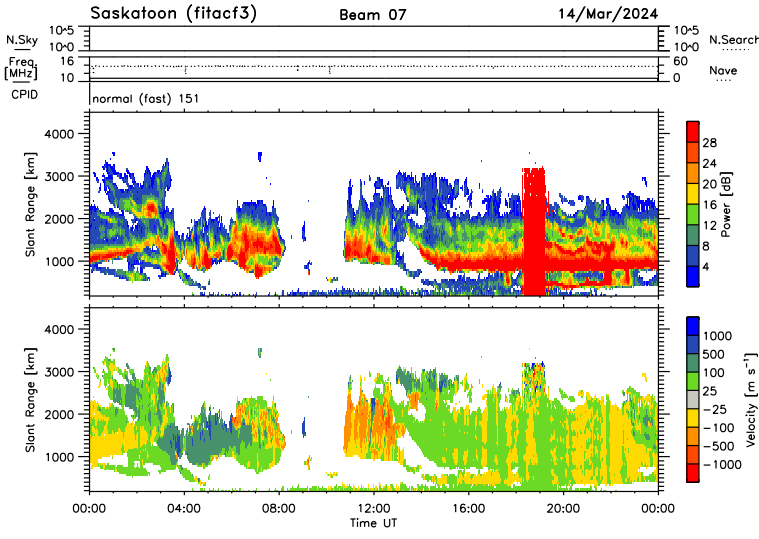 Saskatoon (fitacf3) Beam 07 14/Mar/2024
N.Sky 10^5 10^0 10^5 10^0 N.Search
Freq. [MHz] 16 10 60 0 Nave
CPID normal (fast) 151
Slant Range [km]
4000
3000
2000
1000
28
24
20
16
12
8
4
Power [dB]
Slant Range [km]
4000
3000
2000
1000
1000
500
100
25
−25
−100
−500
−1000
Velocity [m s⁻¹]
00:00 04:00 08:00 12:00 16:00 20:00 00:00
Time UT